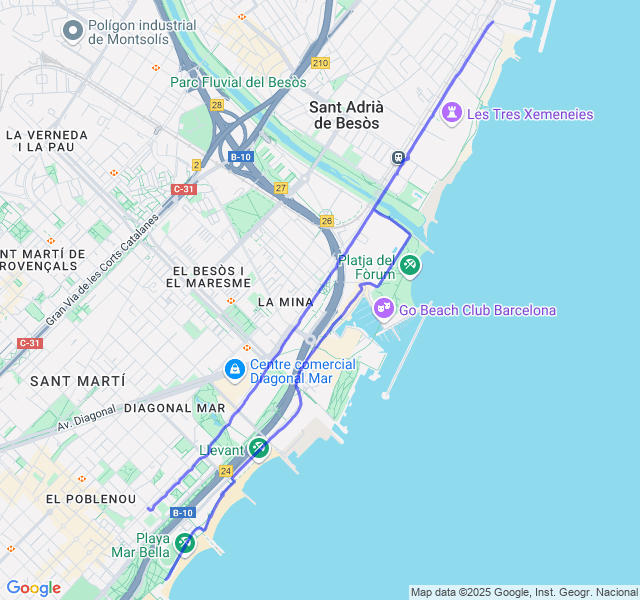 Polígon industrial
de Montsolís
210
Parc Fluvial del Besòs
28
Sant Adrià
de Besòs
Les Tres Xemeneies
LA VERNEDA
I LA PAU
B-10
2
C-31
27
26
NT MARTÍ DE
ROVENÇALS
Gran Via de les Corts Catalanes
EL BESÒS I
EL MARESME
Platja del
Fòrum
LA MINA
Go Beach Club Barcelona
C-31
Centre comercial
Diagonal Mar
SANT MARTÍ
Av. Diagonal
DIAGONAL MAR
Llevant
24
EL POBLENOU
B-10
Playa
Mar Bella
Google
Map data ©2025 Google, Inst. Geogr. Nacional